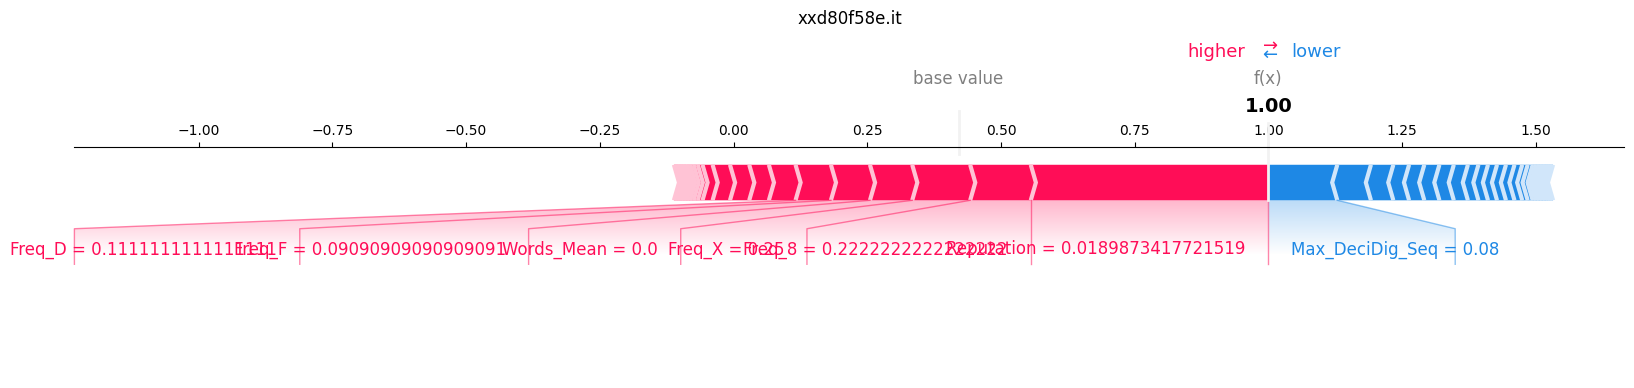 xxd80f58e.it
higher ⇄ lower
base value f(x)
1.00
−1.00 −0.75 −0.50 −0.25 0.00 0.25 0.50 0.75 1.00 1.25 1.50
Freq_D = Freq_F = 0.09090909090909091 Words_Mean = 0.0 Freq_X = 0.25 Freq_8 = 0.2222222222222222 Reputation = 0.0189873417721519 Max_DeciDig_Seq = 0.08